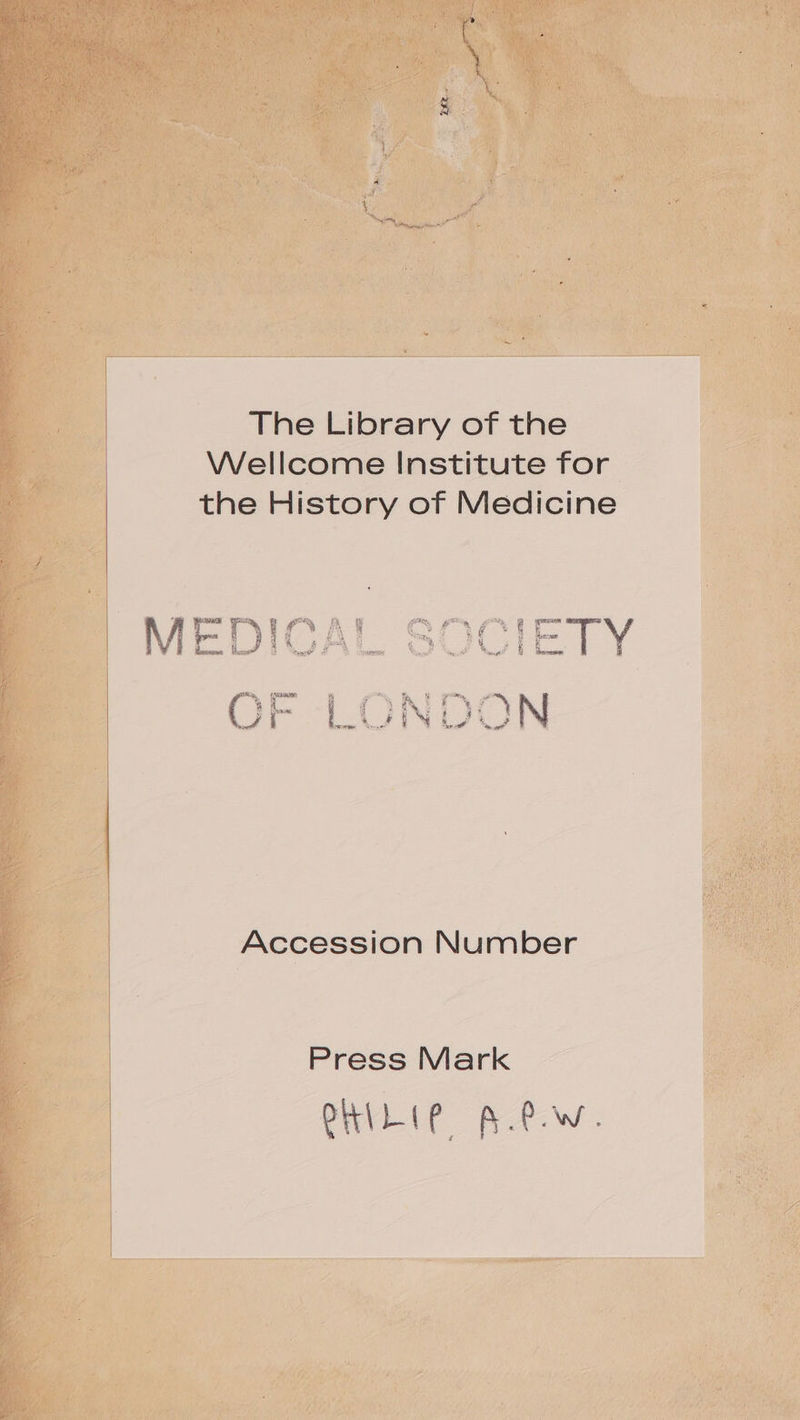 The Library of the
Wellcome Institute for
the History of Medicine
MEDICAL SOCIETY
OF LONDON
Accession Number
Press Mark
PHILIP A.P.W.